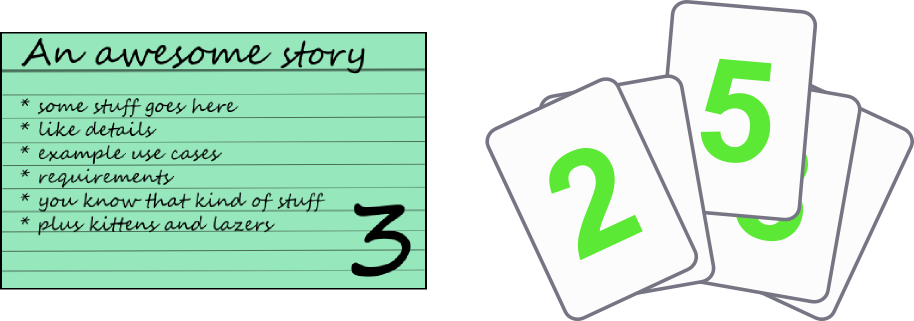 An awesome story
* some stuff goes here
* like details
* example use cases
* requirements
* you know that kind of stuff
* plus kittens and lazers
3
2
5